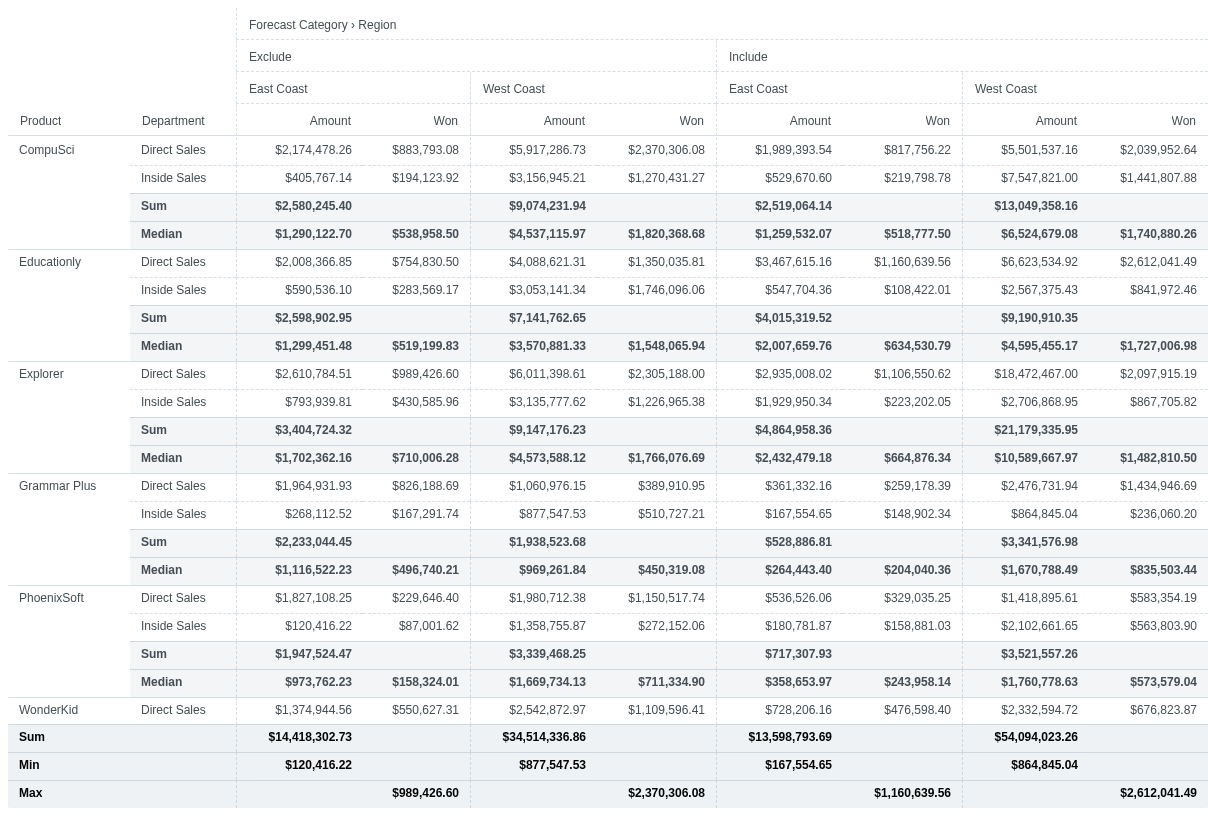 Forecast Category › Region
Exclude Include
East Coast West Coast East Coast West Coast
Product Department Amount Won Amount Won Amount Won Amount Won
CompuSci Direct Sales $2,174,478.26 $883,793.08 $5,917,286.73 $2,370,306.08 $1,989,393.54 $817,756.22 $5,501,537.16 $2,039,952.64
Inside Sales $405,767.14 $194,123.92 $3,156,945.21 $1,270,431.27 $529,670.60 $219,798.78 $7,547,821.00 $1,441,807.88
Sum $2,580,245.40 $9,074,231.94 $2,519,064.14 $13,049,358.16
Median $1,290,122.70 $538,958.50 $4,537,115.97 $1,820,368.68 $1,259,532.07 $518,777.50 $6,524,679.08 $1,740,880.26
Educationly Direct Sales $2,008,366.85 $754,830.50 $4,088,621.31 $1,350,035.81 $3,467,615.16 $1,160,639.56 $6,623,534.92 $2,612,041.49
Inside Sales $590,536.10 $283,569.17 $3,053,141.34 $1,746,096.06 $547,704.36 $108,422.01 $2,567,375.43 $841,972.46
Sum $2,598,902.95 $7,141,762.65 $4,015,319.52 $9,190,910.35
Median $1,299,451.48 $519,199.83 $3,570,881.33 $1,548,065.94 $2,007,659.76 $634,530.79 $4,595,455.17 $1,727,006.98
Explorer Direct Sales $2,610,784.51 $989,426.60 $6,011,398.61 $2,305,188.00 $2,935,008.02 $1,106,550.62 $18,472,467.00 $2,097,915.19
Inside Sales $793,939.81 $430,585.96 $3,135,777.62 $1,226,965.38 $1,929,950.34 $223,202.05 $2,706,868.95 $867,705.82
Sum $3,404,724.32 $9,147,176.23 $4,864,958.36 $21,179,335.95
Median $1,702,362.16 $710,006.28 $4,573,588.12 $1,766,076.69 $2,432,479.18 $664,876.34 $10,589,667.97 $1,482,810.50
Grammar Plus Direct Sales $1,964,931.93 $826,188.69 $1,060,976.15 $389,910.95 $361,332.16 $259,178.39 $2,476,731.94 $1,434,946.69
Inside Sales $268,112.52 $167,291.74 $877,547.53 $510,727.21 $167,554.65 $148,902.34 $864,845.04 $236,060.20
Sum $2,233,044.45 $1,938,523.68 $528,886.81 $3,341,576.98
Median $1,116,522.23 $496,740.21 $969,261.84 $450,319.08 $264,443.40 $204,040.36 $1,670,788.49 $835,503.44
PhoenixSoft Direct Sales $1,827,108.25 $229,646.40 $1,980,712.38 $1,150,517.74 $536,526.06 $329,035.25 $1,418,895.61 $583,354.19
Inside Sales $120,416.22 $87,001.62 $1,358,755.87 $272,152.06 $180,781.87 $158,881.03 $2,102,661.65 $563,803.90
Sum $1,947,524.47 $3,339,468.25 $717,307.93 $3,521,557.26
Median $973,762.23 $158,324.01 $1,669,734.13 $711,334.90 $358,653.97 $243,958.14 $1,760,778.63 $573,579.04
WonderKid Direct Sales $1,374,944.56 $550,627.31 $2,542,872.97 $1,109,596.41 $728,206.16 $476,598.40 $2,332,594.72 $676,823.87
Sum $14,418,302.73 $34,514,336.86 $13,598,793.69 $54,094,023.26
Min $120,416.22 $877,547.53 $167,554.65 $864,845.04
Max $989,426.60 $2,370,306.08 $1,160,639.56 $2,612,041.49